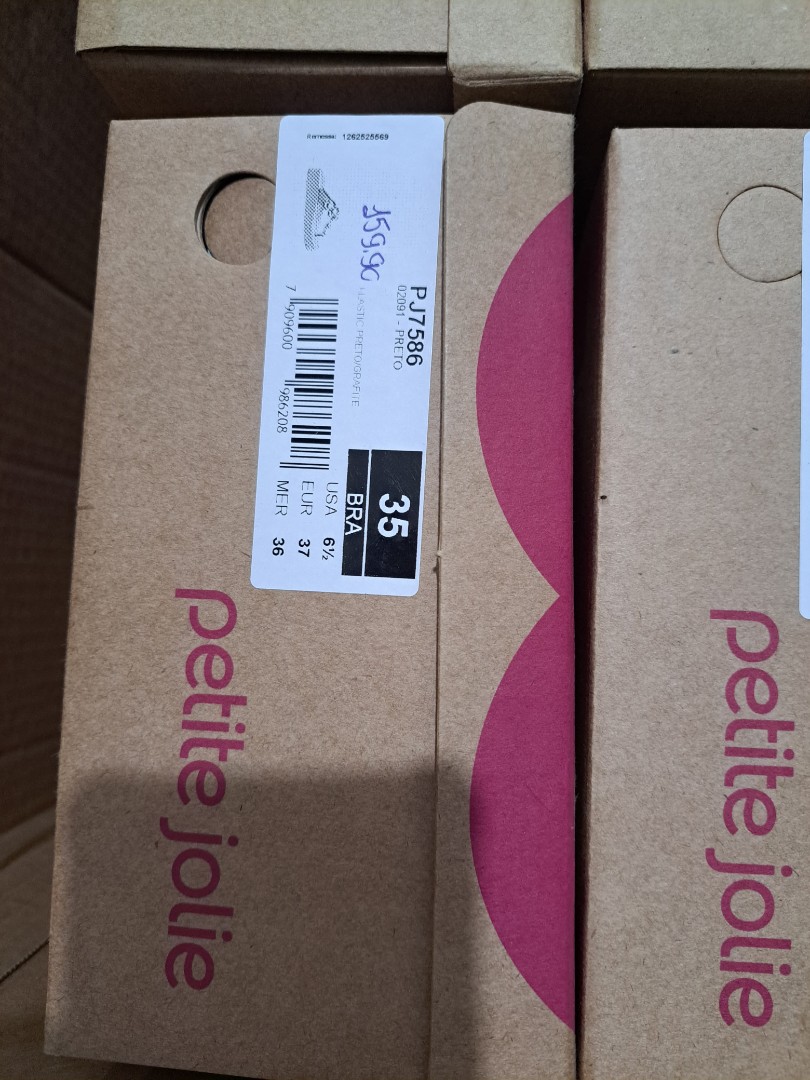 Remessa: 1262525569
159,90
PJ7586
02091 - PRETO
PLASTIC PRETO/GRAFITE
7 909600 986208
35
BRA
USA 6½
EUR 37
MER 36
petite jolie
petite jolie